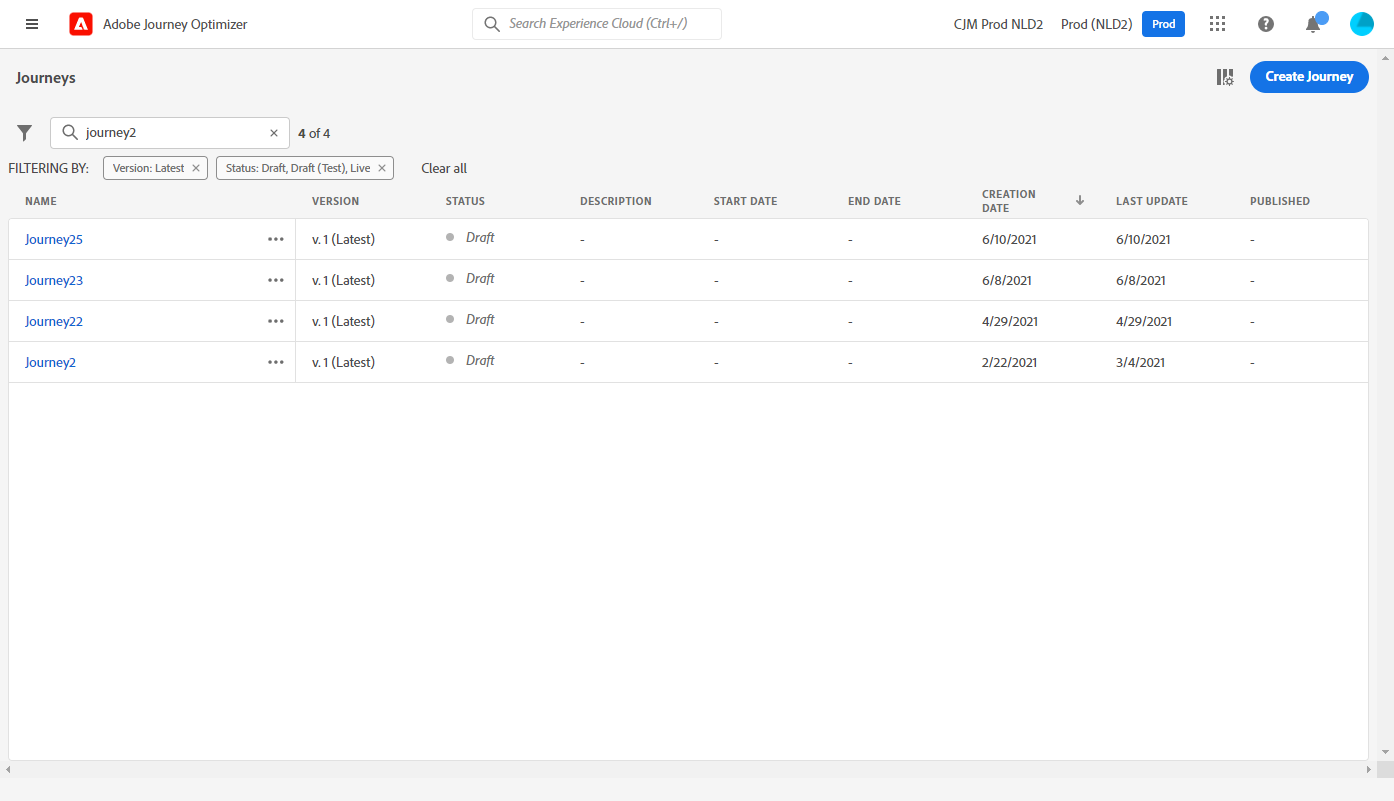 Adobe Journey Optimizer
Search Experience Cloud (Ctrl+/)
CJM Prod NLD2
Prod (NLD2)
Prod
Journeys
Create Journey
journey2
4 of 4
FILTERING BY:
Version: Latest
Status: Draft, Draft (Test), Live
Clear all
NAME VERSION STATUS DESCRIPTION START DATE END DATE CREATION DATE LAST UPDATE PUBLISHED
Journey25 v. 1 (Latest) Draft - - - 6/10/2021 6/10/2021 -
Journey23 v. 1 (Latest) Draft - - - 6/8/2021 6/8/2021 -
Journey22 v. 1 (Latest) Draft - - - 4/29/2021 4/29/2021 -
Journey2 v. 1 (Latest) Draft - - - 2/22/2021 3/4/2021 -